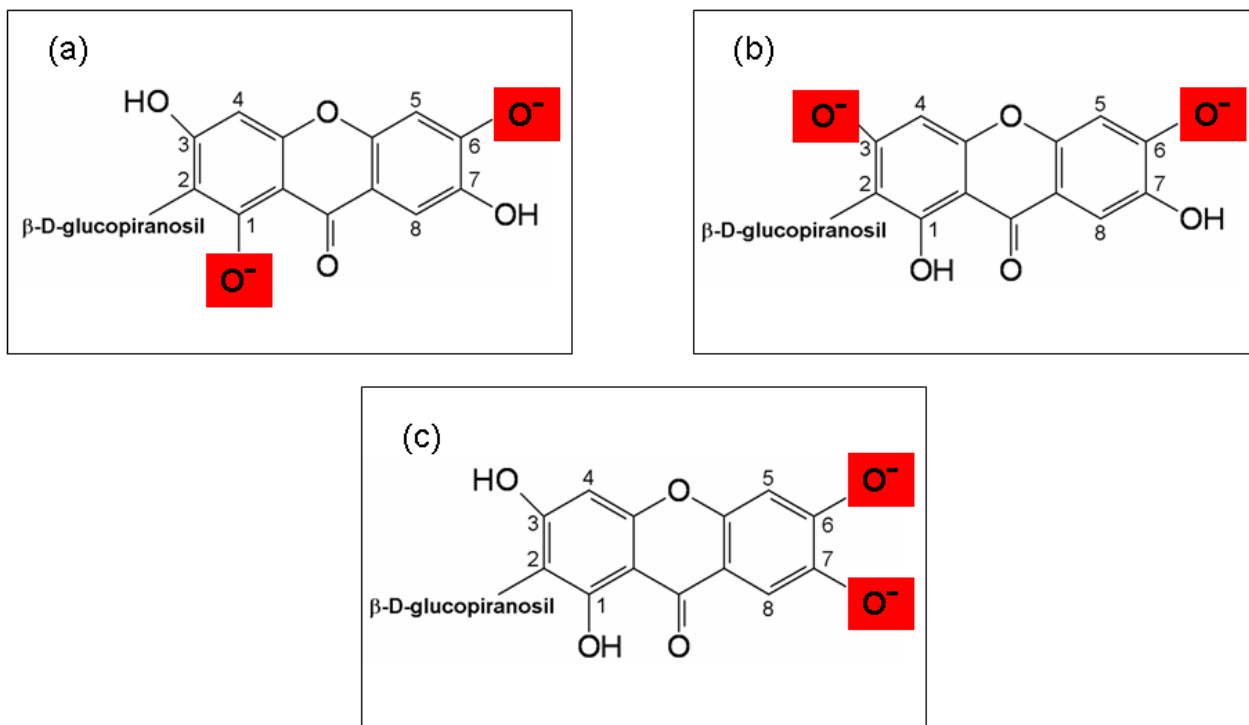 (a)
HO 4 O 5 O⁻
3 6
2 7
β-D-glucopiranosil 1 8 OH
O⁻ O
(b)
O⁻ 4 O 5 O⁻
3 6
2 7
β-D-glucopiranosil 1 8 OH
OH O
(c)
HO 4 O 5 O⁻
3 6
2 7
β-D-glucopiranosil 1 8 O⁻
OH O